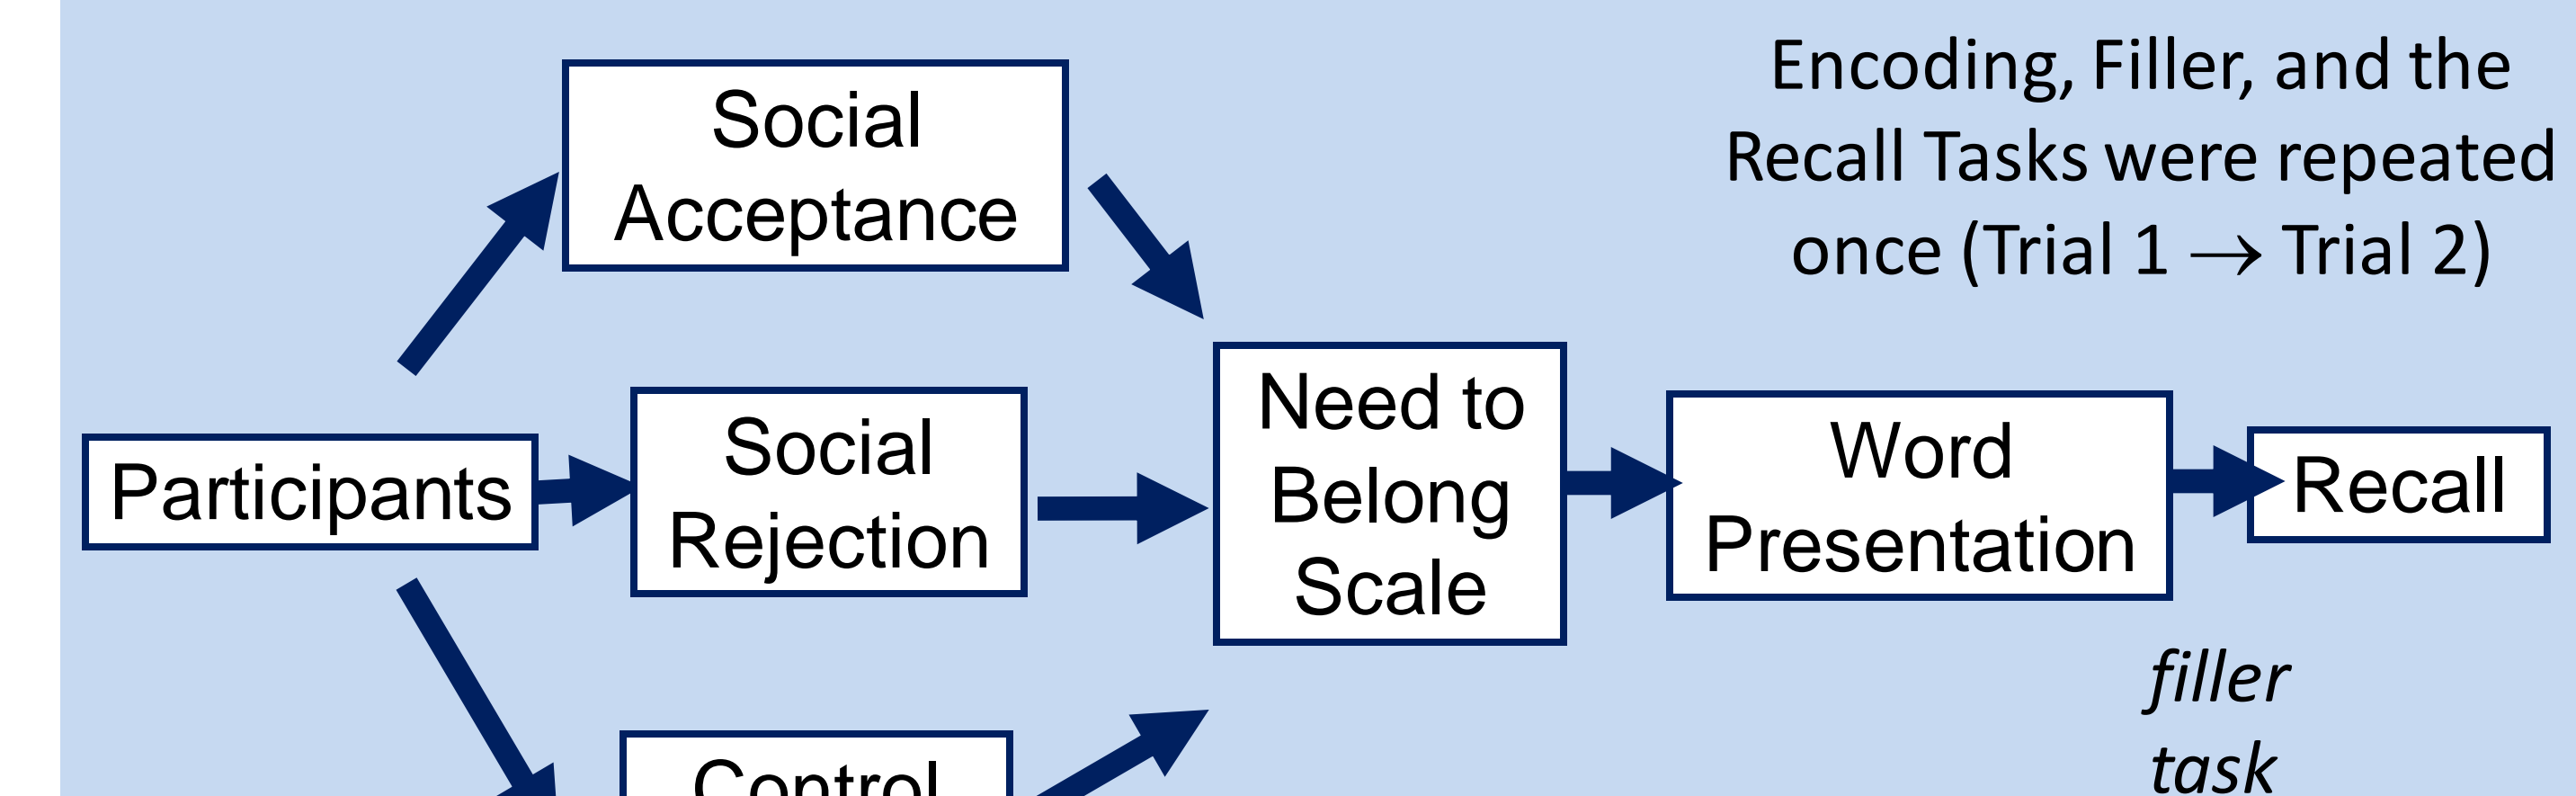 Encoding, Filler, and the
Recall Tasks were repeated
once (Trial 1 → Trial 2)
Social
Acceptance
Participants
Social
Rejection
Control
Need to
Belong
Scale
Word
Presentation
Recall
filler
task